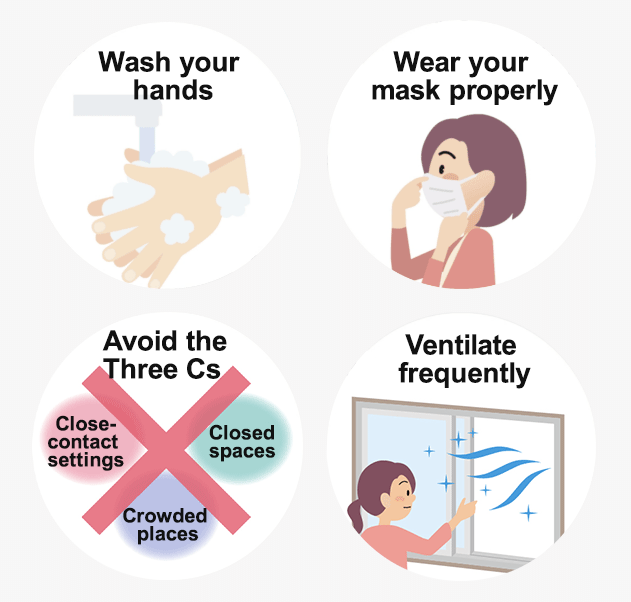 Wash your
hands
Wear your
mask properly
Avoid the
Three Cs
Close-
contact
settings
Closed
spaces
Crowded
places
Ventilate
frequently